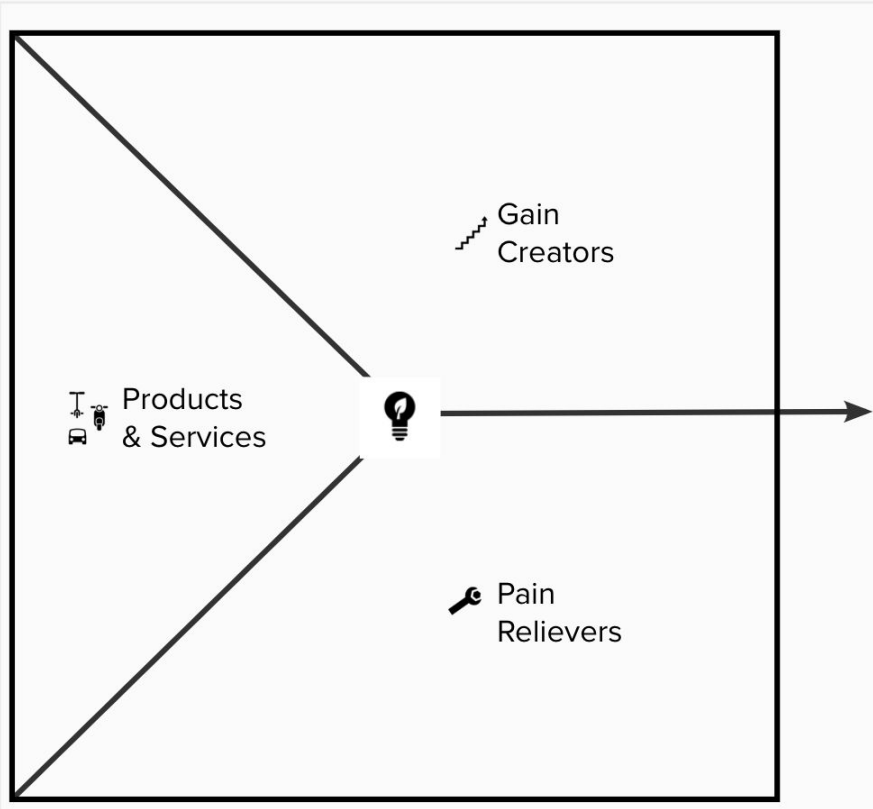 Gain
Creators
Products
& Services
Pain
Relievers